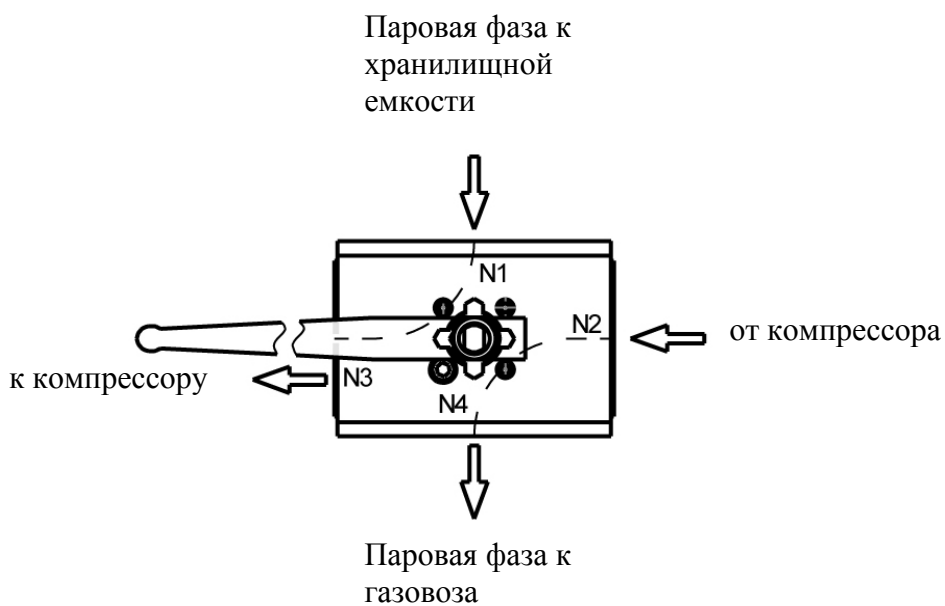 Паровая фаза к
хранилищной
емкости
N1
N2
от компрессора
к компрессору
N3
N4
Паровая фаза к
газовоза